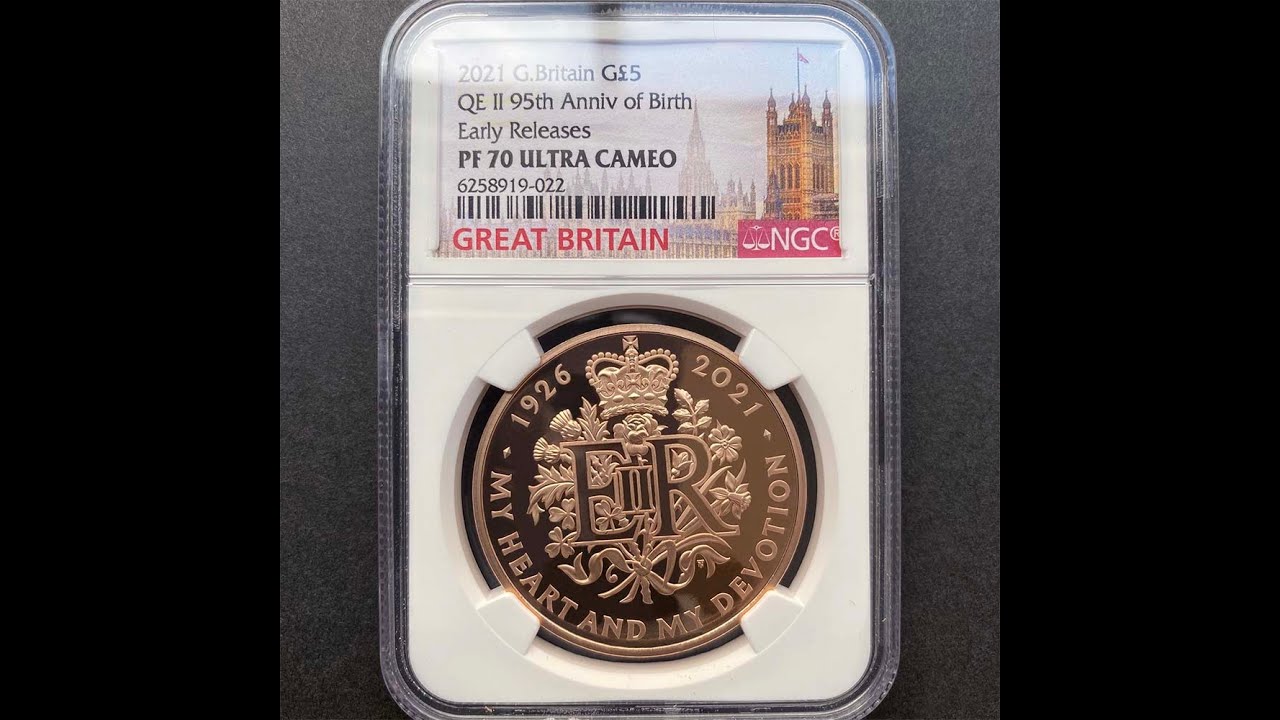 2021 G.Britain G£5
QE II 95th Anniv of Birth
Early Releases
PF 70 ULTRA CAMEO
6258919-022
GREAT BRITAIN
NGC®
1926
2021
EIIR
MY HEART AND MY DEVOTION